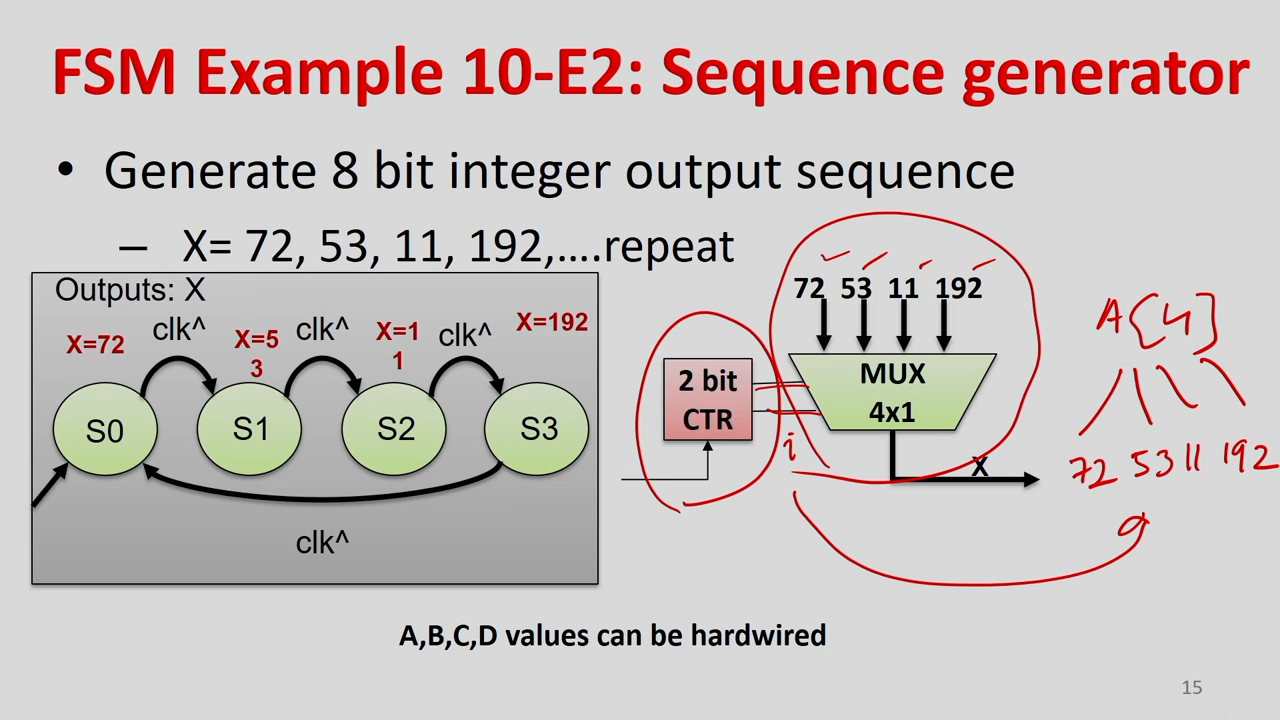 FSM Example 10-E2: Sequence generator
• Generate 8 bit integer output sequence
– X= 72, 53, 11, 192,….repeat
Outputs: X
X=72
clk^
X=5
3
clk^
X=1
1
clk^
X=192
S0
S1
S2
S3
clk^
72 53 11 192
2 bit
CTR
MUX
4x1
i
X
A[4]
72 53 11 192
A,B,C,D values can be hardwired
15